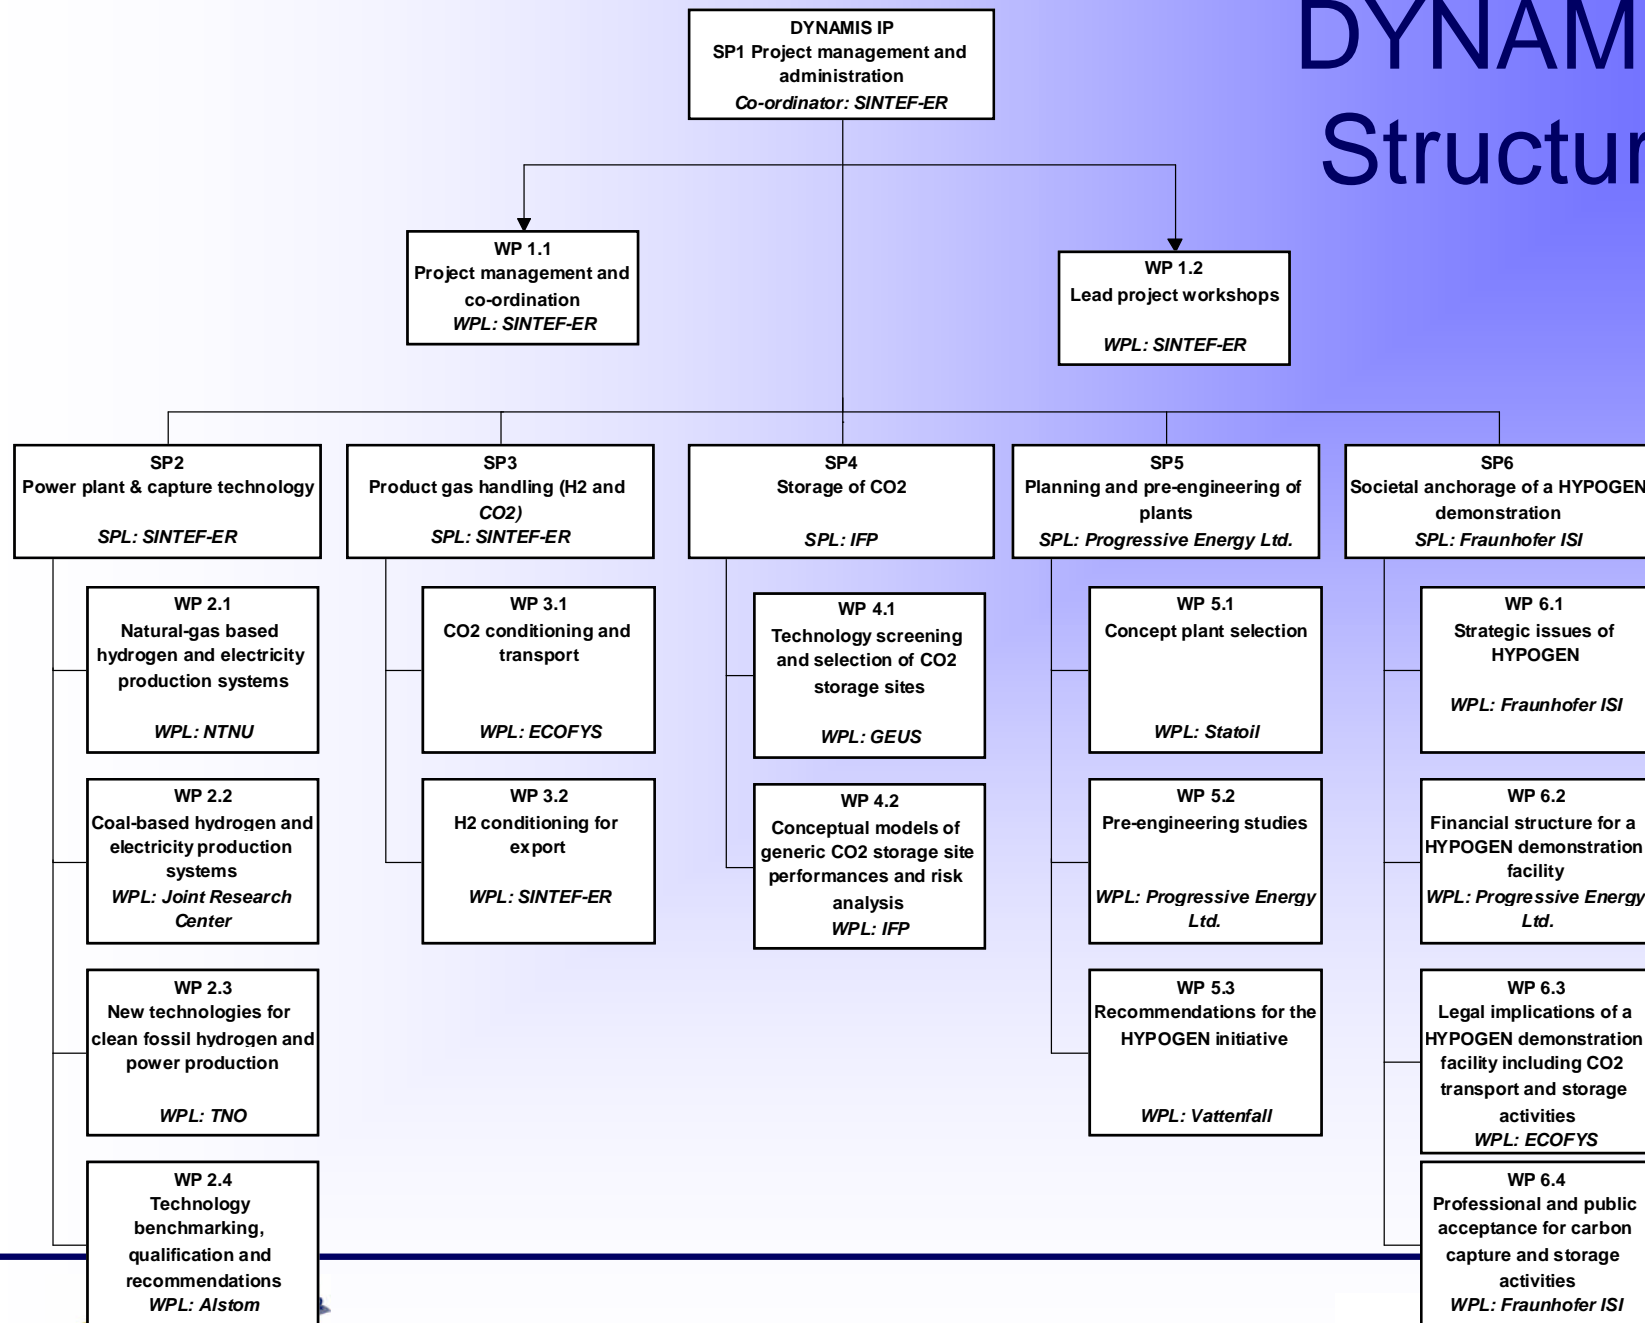 DYNAM
Structur
DYNAMIS IP
SP1 Project management and
administration
Co-ordinator: SINTEF-ER
WP 1.1
Project management and
co-ordination
WPL: SINTEF-ER
WP 1.2
Lead project workshops
WPL: SINTEF-ER
SP2
Power plant & capture technology
SPL: SINTEF-ER
SP3
Product gas handling (H2 and
CO2)
SPL: SINTEF-ER
SP4
Storage of CO2
SPL: IFP
SP5
Planning and pre-engineering of
plants
SPL: Progressive Energy Ltd.
SP6
Societal anchorage of a HYPOGEN
demonstration
SPL: Fraunhofer ISI
WP 2.1
Natural-gas based
hydrogen and electricity
production systems
WPL: NTNU
WP 2.2
Coal-based hydrogen and
electricity production
systems
WPL: Joint Research
Center
WP 2.3
New technologies for
clean fossil hydrogen and
power production
WPL: TNO
WP 2.4
Technology
benchmarking,
qualification and
recommendations
WPL: Alstom
WP 3.1
CO2 conditioning and
transport
WPL: ECOFYS
WP 3.2
H2 conditioning for
export
WPL: SINTEF-ER
WP 4.1
Technology screening
and selection of CO2
storage sites
WPL: GEUS
WP 4.2
Conceptual models of
generic CO2 storage site
performances and risk
analysis
WPL: IFP
WP 5.1
Concept plant selection
WPL: Statoil
WP 5.2
Pre-engineering studies
WPL: Progressive Energy
Ltd.
WP 5.3
Recommendations for the
HYPOGEN initiative
WPL: Vattenfall
WP 6.1
Strategic issues of
HYPOGEN
WPL: Fraunhofer ISI
WP 6.2
Financial structure for a
HYPOGEN demonstration
facility
WPL: Progressive Energy
Ltd.
WP 6.3
Legal implications of a
HYPOGEN demonstration
facility including CO2
transport and storage
activities
WPL: ECOFYS
WP 6.4
Professional and public
acceptance for carbon
capture and storage
activities
WPL: Fraunhofer ISI